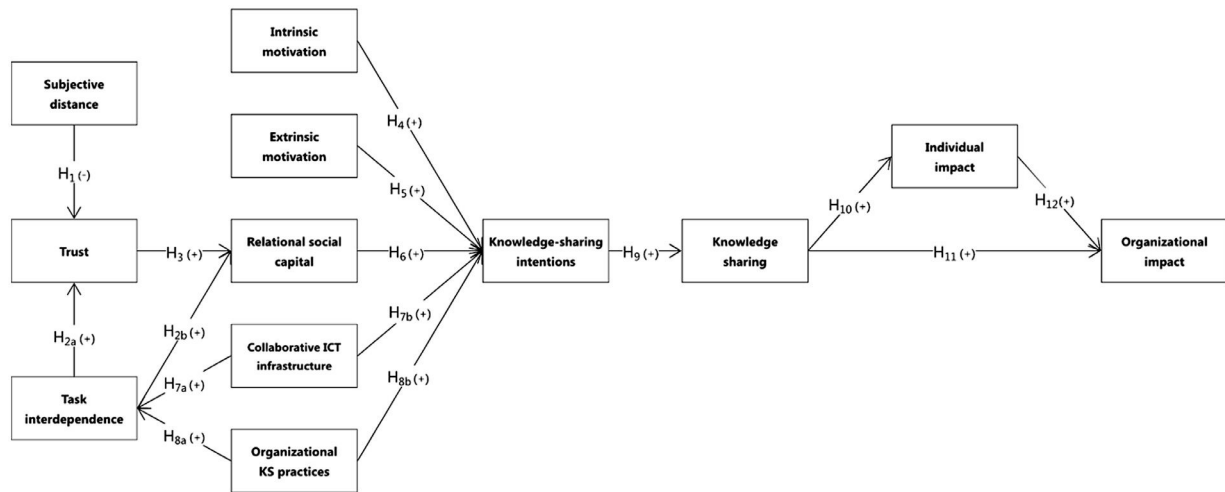 Intrinsic
motivation
Subjective
distance
H4 (+)
Extrinsic
motivation
Individual
impact
H1 (-)
H5 (+)
H10 (+)
H12 (+)
Trust
H3 (+)
Relational social
capital
H6 (+)
Knowledge-sharing
intentions
H9 (+)
Knowledge
sharing
H11 (+)
Organizational
impact
H2a (+)
H2b (+)
H7b (+)
Collaborative ICT
infrastructure
H7a (+)
H8b (+)
Task
interdependence
H8a (+)
Organizational
KS practices